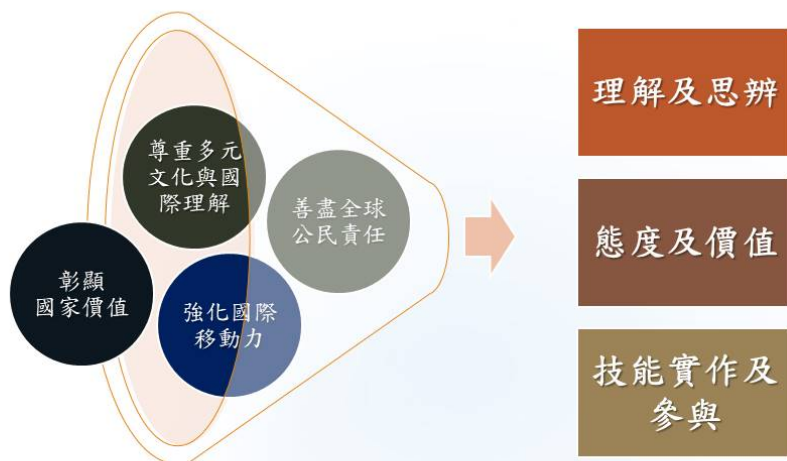 尊重多元
文化與國
際理解
善盡全球
公民責任
彰顯
國家價值
強化國際
移動力
理解及思辨
態度及價值
技能實作及
參與